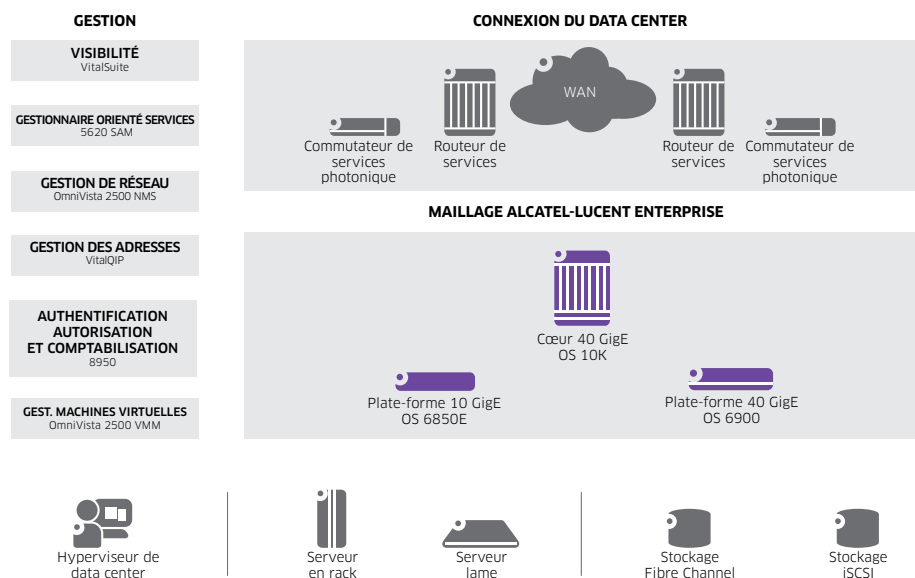 GESTION
VISIBILITÉ
VitalSuite
GESTIONNAIRE ORIENTÉ SERVICES
5620 SAM
GESTION DE RÉSEAU
OmniVista 2500 NMS
GESTION DES ADRESSES
VitalQIP
AUTHENTIFICATION
AUTORISATION
ET COMPTABILISATION
8950
GEST. MACHINES VIRTUELLES
OmniVista 2500 VMM
CONNEXION DU DATA CENTER
WAN
Commutateur de
services
photonique
Routeur de
services
Routeur de
services
Commutateur de
services
photonique
MAILLAGE ALCATEL-LUCENT ENTERPRISE
Cœur 40 GigE
OS 10K
Plate-forme 10 GigE
OS 6850E
Plate-forme 40 GigE
OS 6900
Hyperviseur de
data center
Serveur
en rack
Serveur
lame
Stockage
Fibre Channel
Stockage
iSCSI